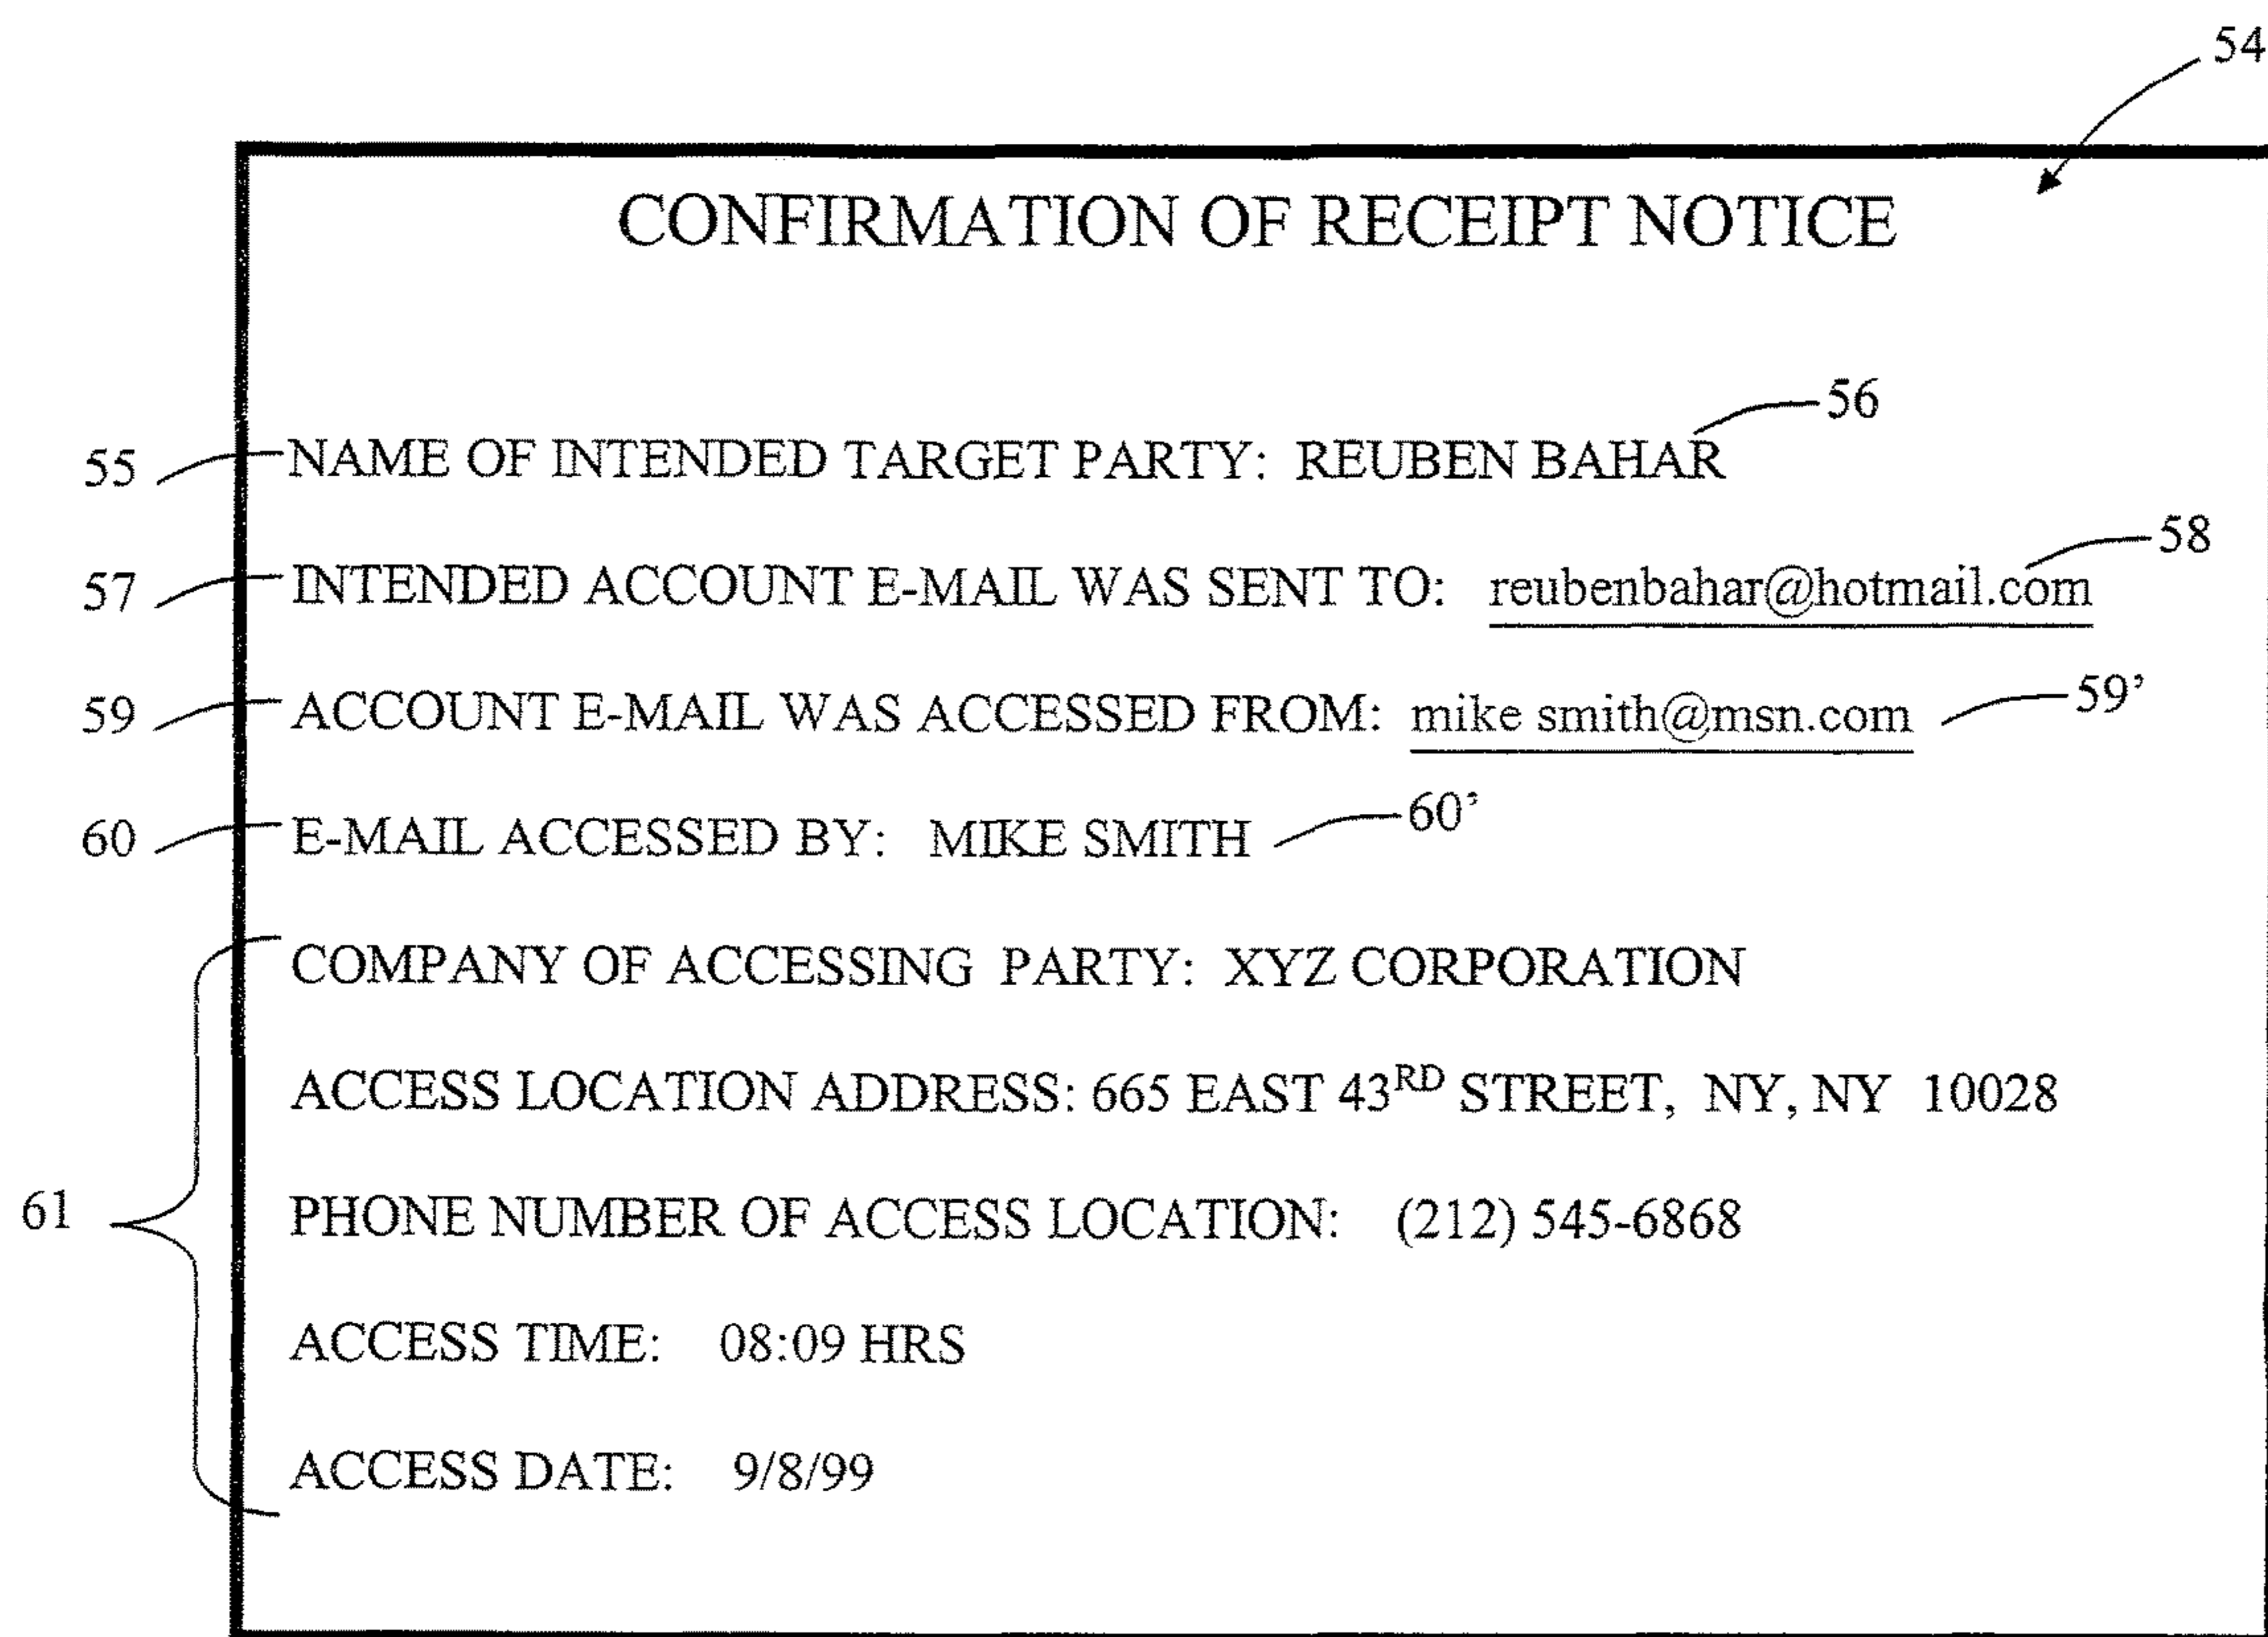 54
CONFIRMATION OF RECEIPT NOTICE
56
55 NAME OF INTENDED TARGET PARTY: REUBEN BAHAR
58
57 INTENDED ACCOUNT E-MAIL WAS SENT TO: reubenbahar@hotmail.com
59 ACCOUNT E-MAIL WAS ACCESSED FROM: mike smith@msn.com 59'
60 E-MAIL ACCESSED BY: MIKE SMITH 60'
COMPANY OF ACCESSING PARTY: XYZ CORPORATION
ACCESS LOCATION ADDRESS: 665 EAST 43RD STREET, NY, NY 10028
61 PHONE NUMBER OF ACCESS LOCATION: (212) 545-6868
ACCESS TIME: 08:09 HRS
ACCESS DATE: 9/8/99